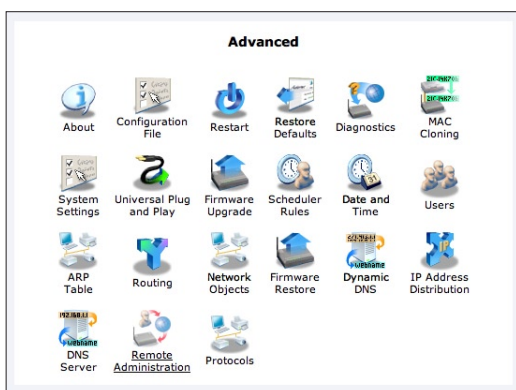 Advanced
About
Configuration
File
Restart
Restore
Defaults
Diagnostics
MAC
Cloning
System
Settings
Universal Plug
and Play
Firmware
Upgrade
Scheduler
Rules
Date and
Time
Users
ARP
Table
Routing
Network
Objects
Firmware
Restore
Dynamic
DNS
IP Address
Distribution
DNS
Server
Remote
Administration
Protocols